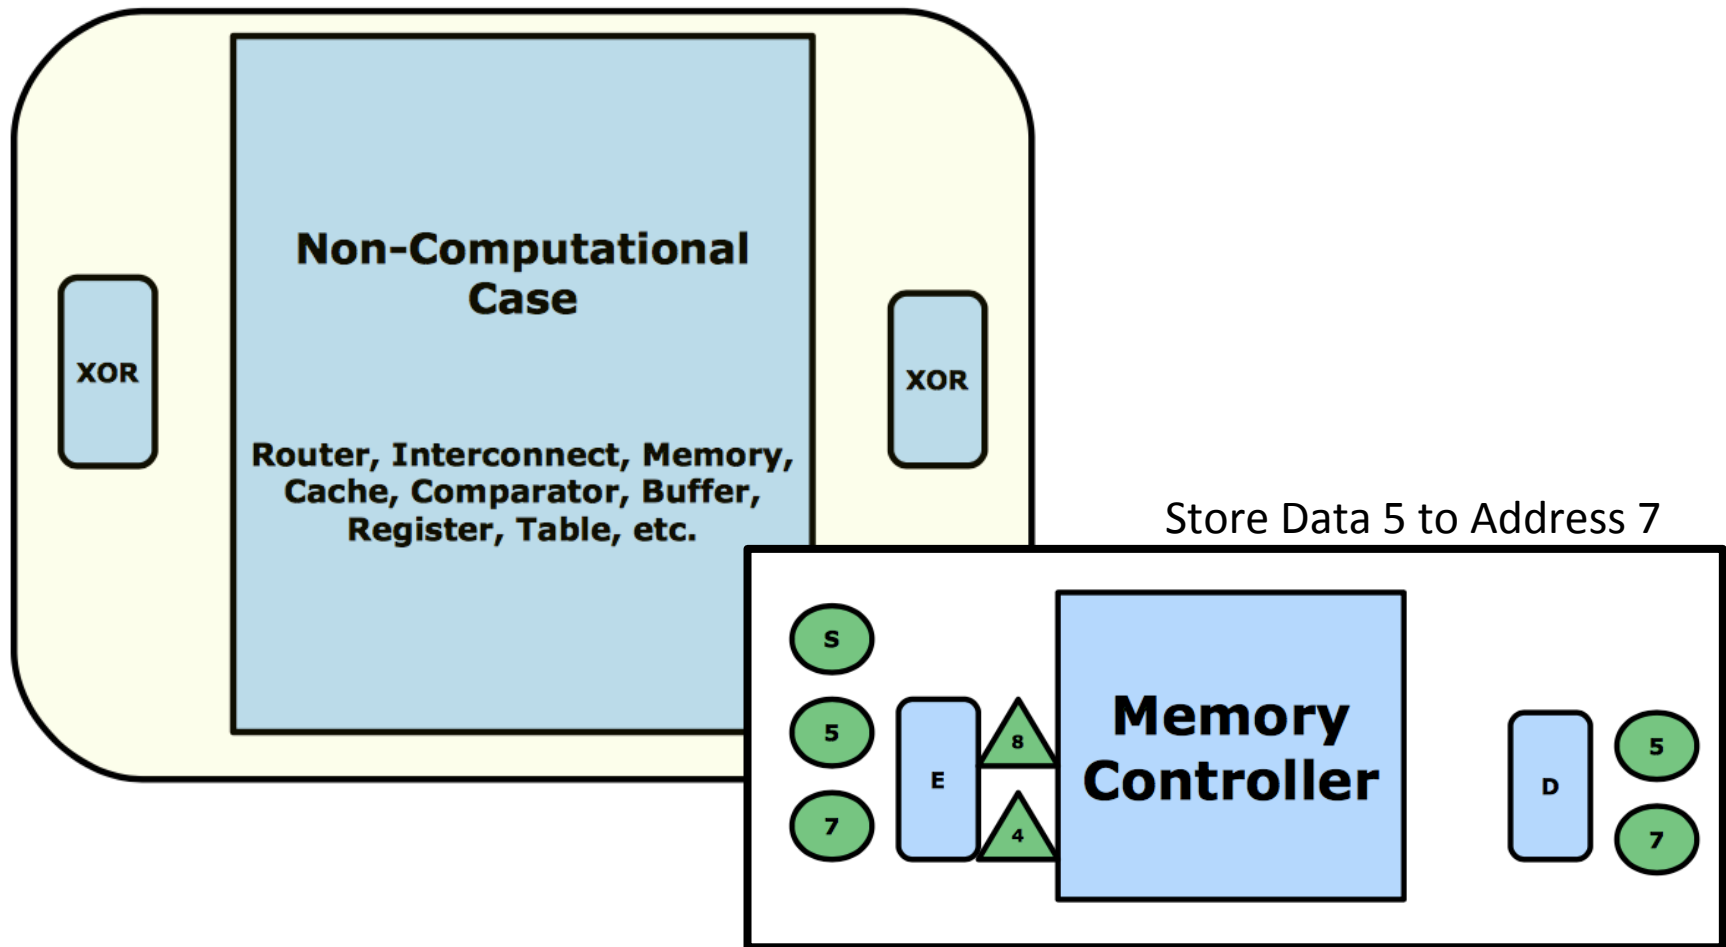 Non-Computational
Case
XOR
XOR
Router, Interconnect, Memory,
Cache, Comparator, Buffer,
Register, Table, etc.
Store Data 5 to Address 7
S
5
7
E
8
4
Memory
Controller
D
5
7